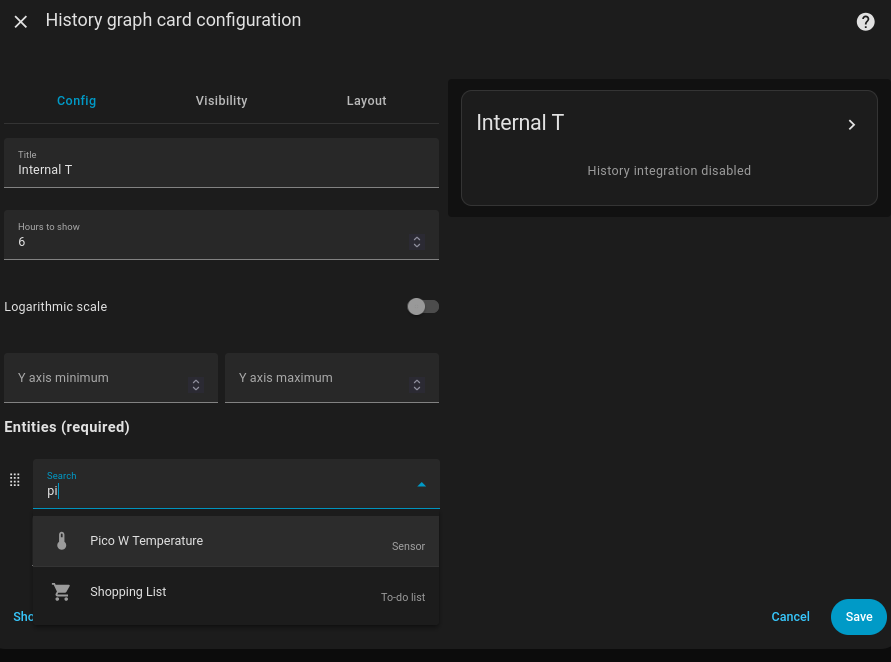 History graph card configuration
Config
Visibility
Layout
Title
Internal T
Hours to show
6
Logarithmic scale
Y axis minimum
Y axis maximum
Entities (required)
Search
pi
Pico W Temperature
Sensor
Shopping List
To-do list
Sho
Cancel
Save
Internal T
History integration disabled